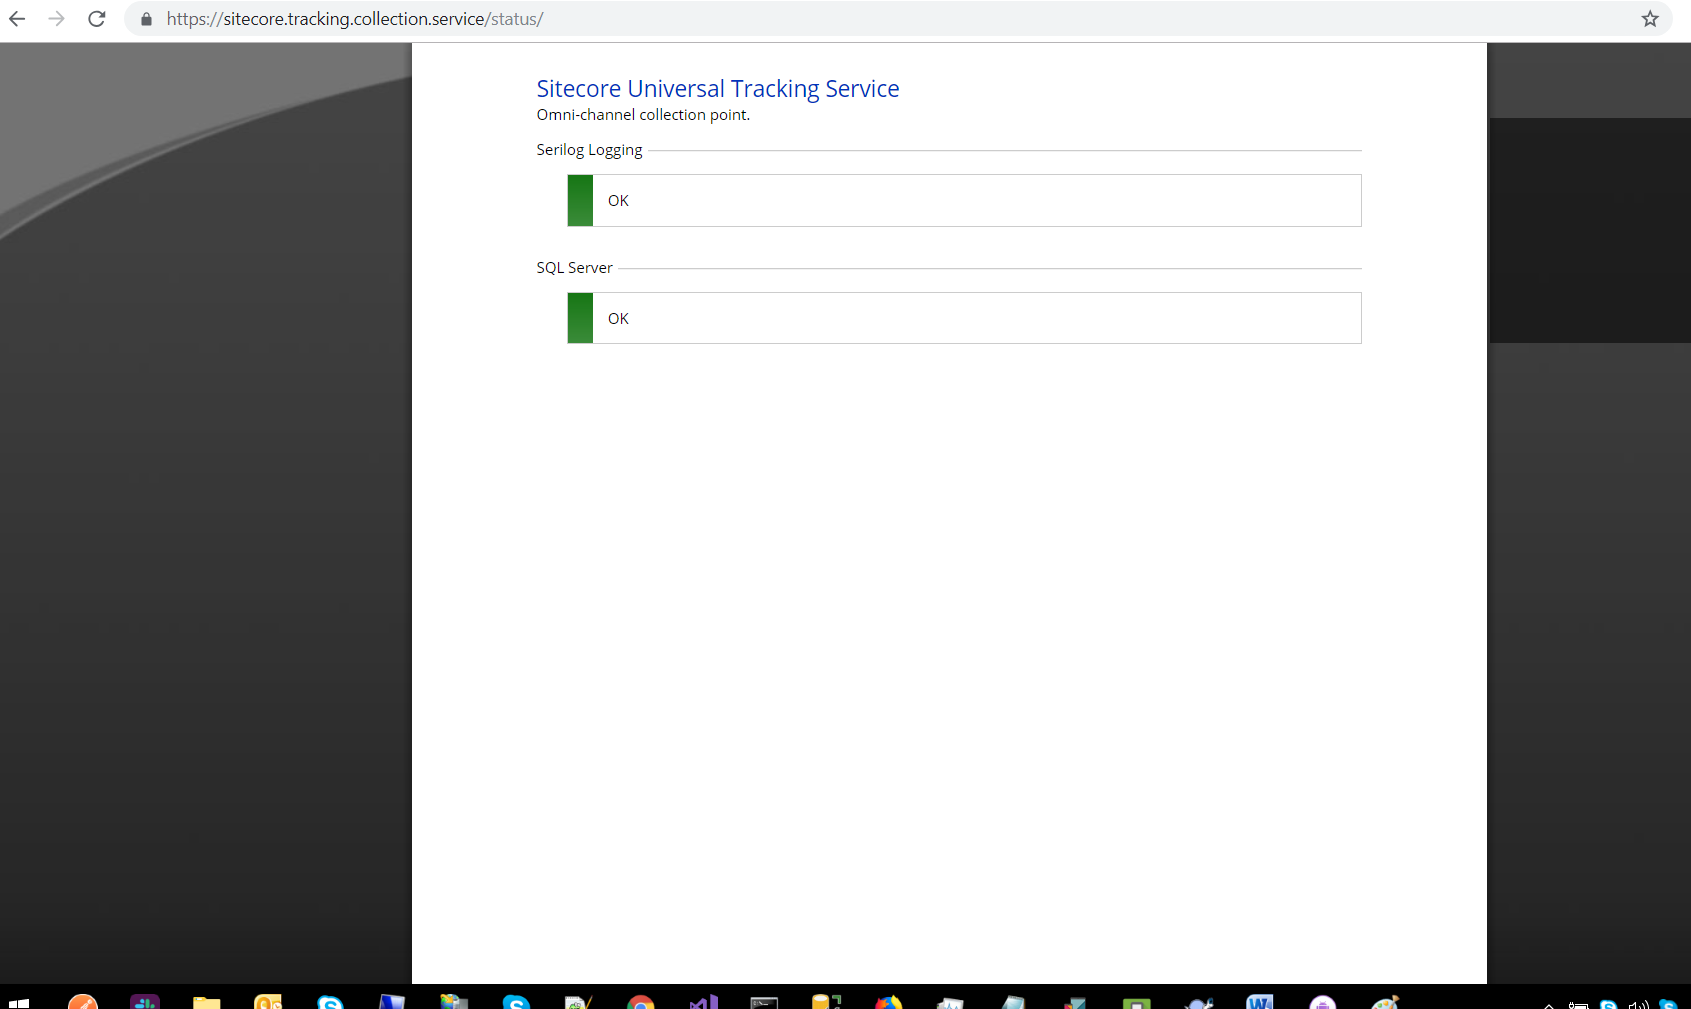 https://sitecore.tracking.collection.service/status/
Sitecore Universal Tracking Service
Omni-channel collection point.
Serilog Logging
OK
SQL Server
OK